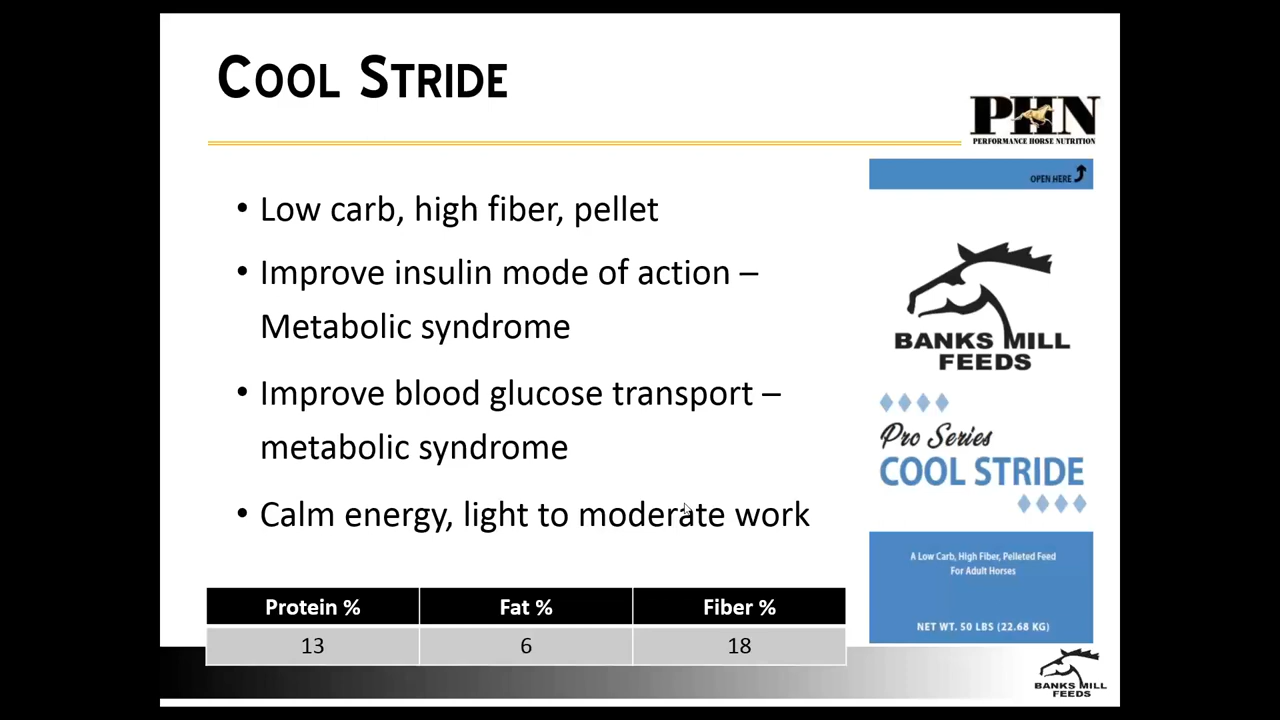 COOL STRIDE
PHN
PERFORMANCE HORSE NUTRITION
• Low carb, high fiber, pellet
• Improve insulin mode of action –
Metabolic syndrome
• Improve blood glucose transport –
metabolic syndrome
• Calm energy, light to moderate work
Protein % Fat % Fiber %
13 6 18
OPEN HERE
BANKS MILL
FEEDS
Pro Series
COOL STRIDE
A Low Carb, High Fiber, Pelleted Feed
For Adult Horses
NET WT. 50 LBS (22.68 KG)
BANKS MILL
FEEDS